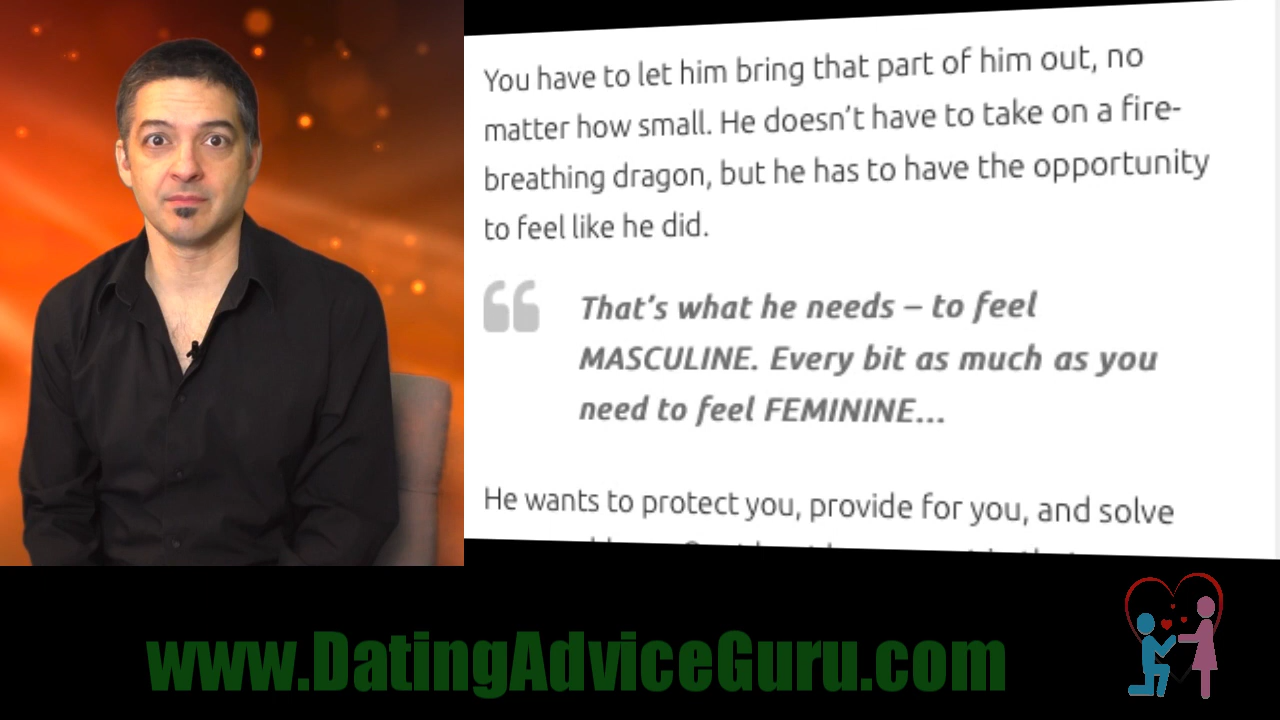 You have to let him bring that part of him out, no
matter how small. He doesn’t have to take on a fire-
breathing dragon, but he has to have the opportunity
to feel like he did.
That’s what he needs – to feel
MASCULINE. Every bit as much as you
need to feel FEMININE...
He wants to protect you, provide for you, and solve
www.DatingAdviceGuru.com